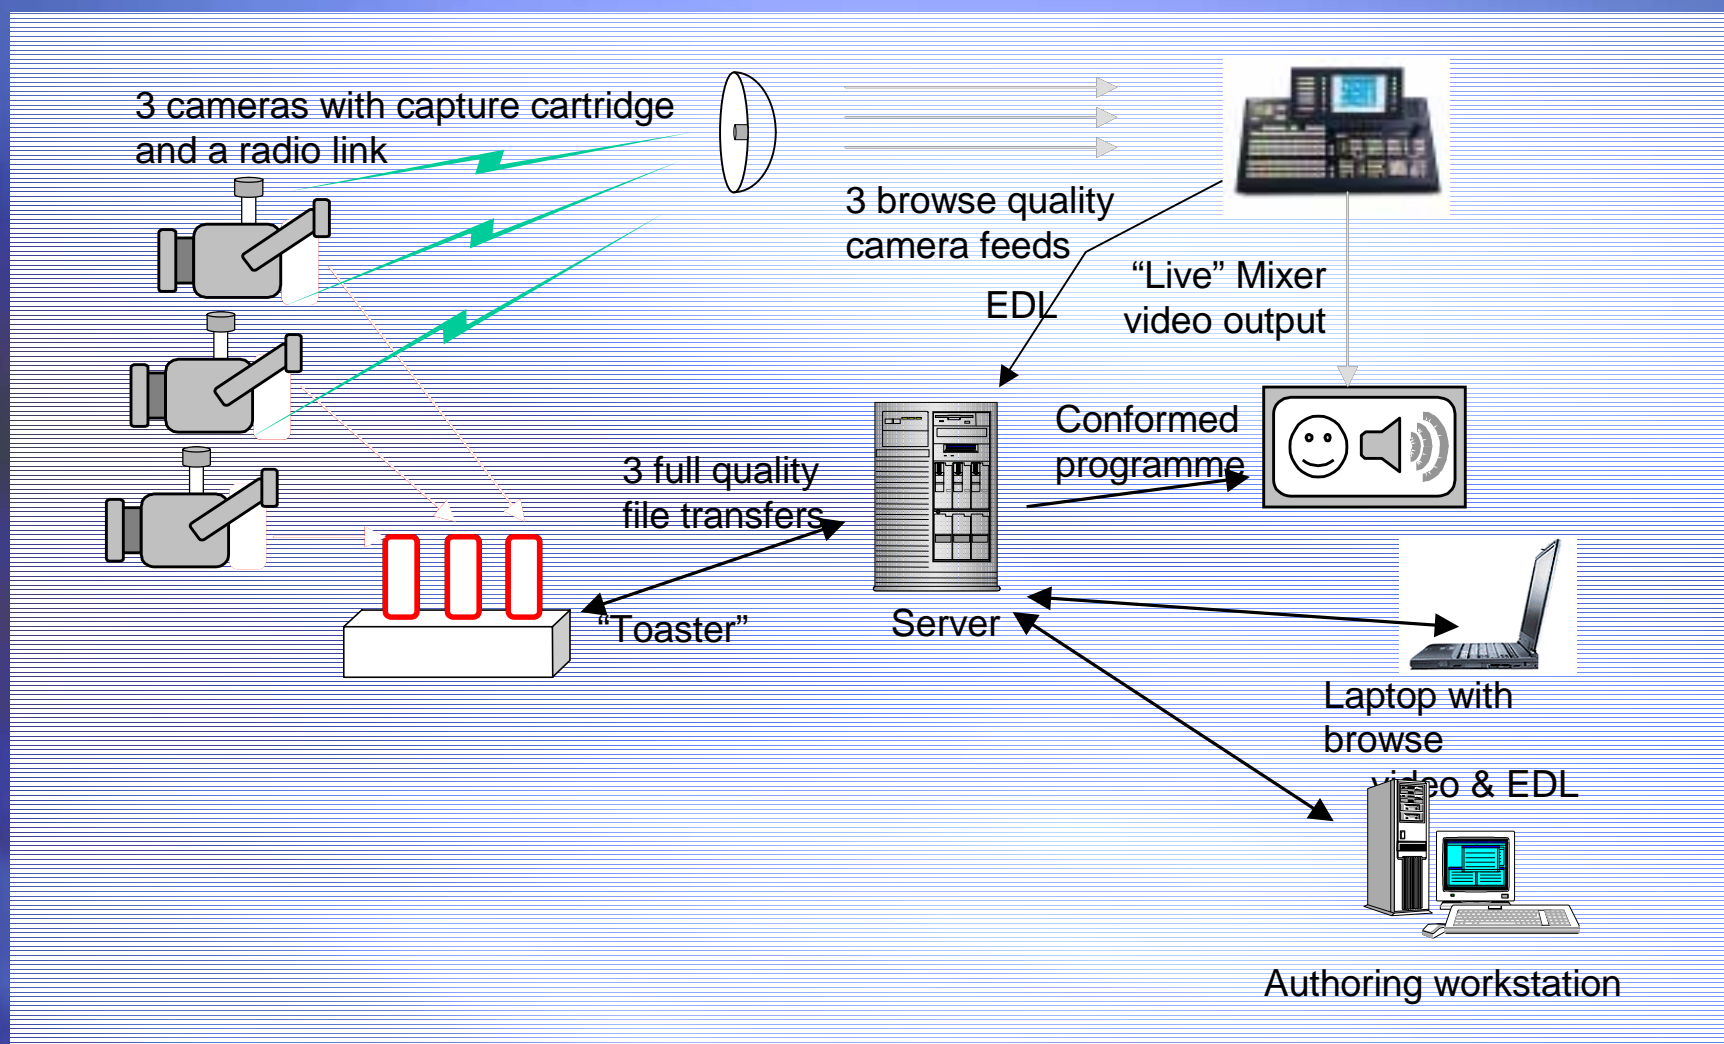 3 cameras with capture cartridge
and a radio link
3 browse quality
camera feeds
EDL
“Live” Mixer
video output
Conformed
programme
3 full quality
file transfers
“Toaster”
Server
Laptop with
browse
video & EDL
Authoring workstation